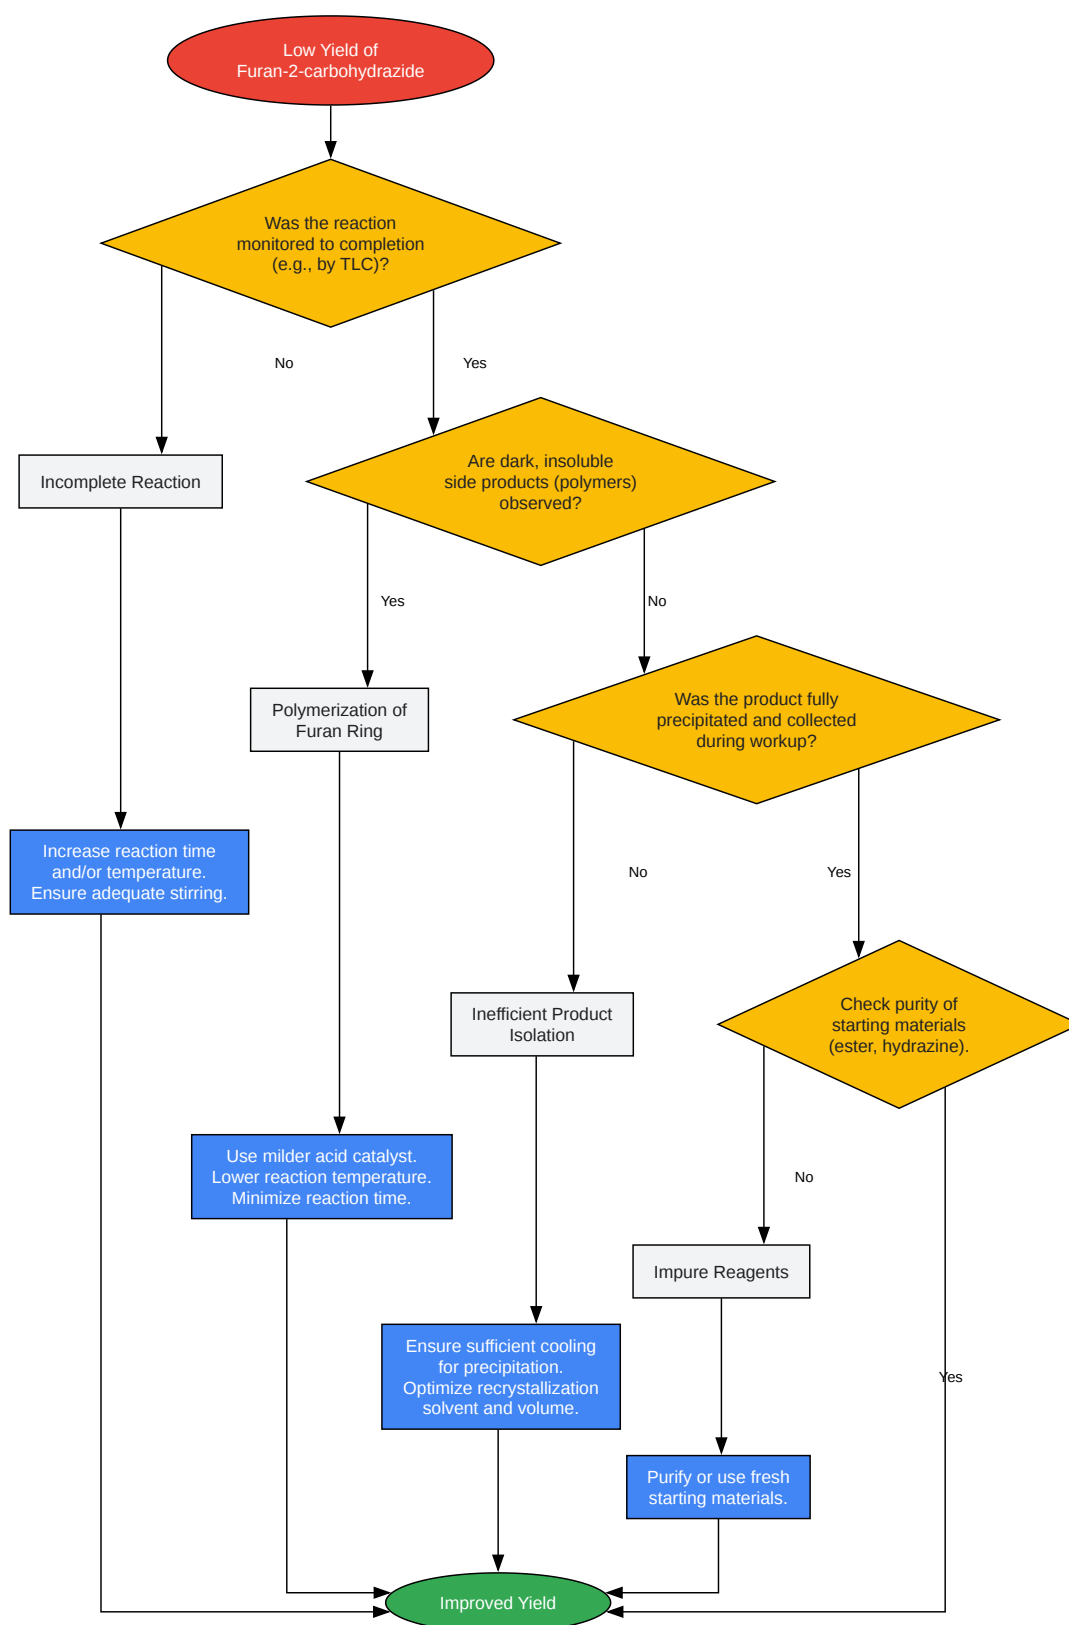 Low Yield of
Furan-2-carbohydrazide
Was the reaction
monitored to completion
(e.g., by TLC)?
No
Yes
Incomplete Reaction
Are dark, insoluble
side products (polymers)
observed?
Yes
No
Polymerization of
Furan Ring
Was the product fully
precipitated and collected
during workup?
Increase reaction time
and/or temperature.
Ensure adequate stirring.
No
Yes
Inefficient Product
Isolation
Check purity of
starting materials
(ester, hydrazine).
Use milder acid catalyst.
Lower reaction temperature.
Minimize reaction time.
No
Impure Reagents
Ensure sufficient cooling
for precipitation.
Optimize recrystallization
solvent and volume.
Yes
Purify or use fresh
starting materials.
Improved Yield